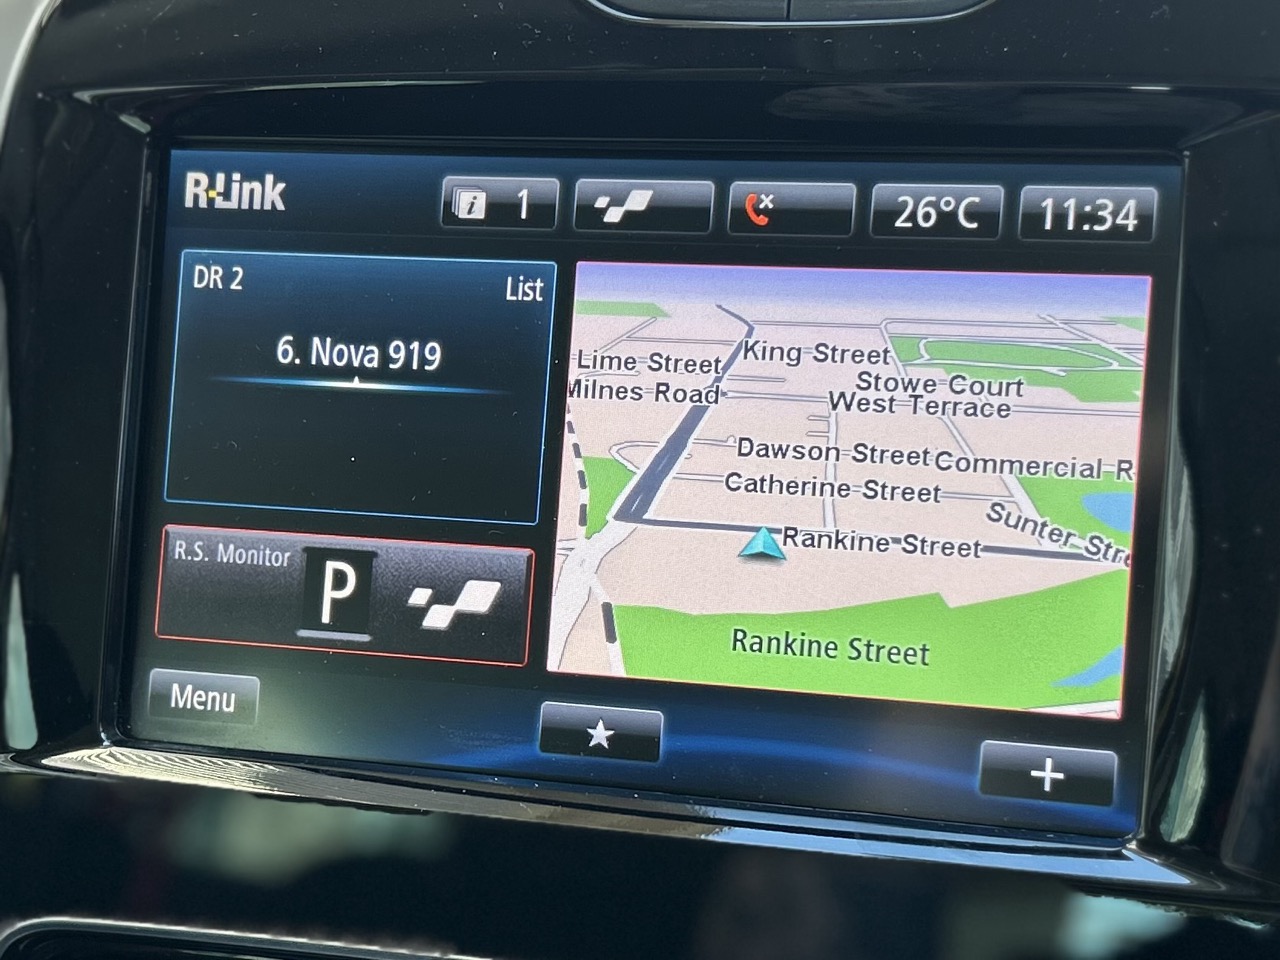 R-Link
1
26°C
11:34
DR 2
List
6. Nova 919
R.S. Monitor
P
Menu
King Street
Lime Street
Milnes Road
Stowe Court
West Terrace
Dawson Street
Commercial R
Catherine Street
Sunter Stre
Rankine Street
Rankine Street